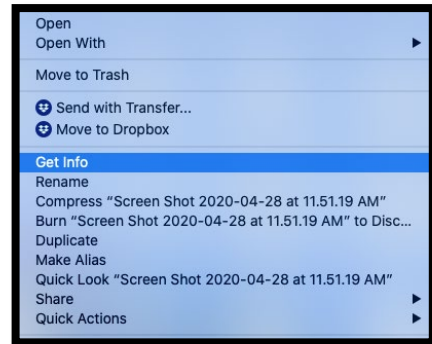 Open
Open With
Move to Trash
Send with Transfer...
Move to Dropbox
Get Info
Rename
Compress “Screen Shot 2020-04-28 at 11.51.19 AM”
Burn “Screen Shot 2020-04-28 at 11.51.19 AM” to Disc...
Duplicate
Make Alias
Quick Look “Screen Shot 2020-04-28 at 11.51.19 AM”
Share
Quick Actions